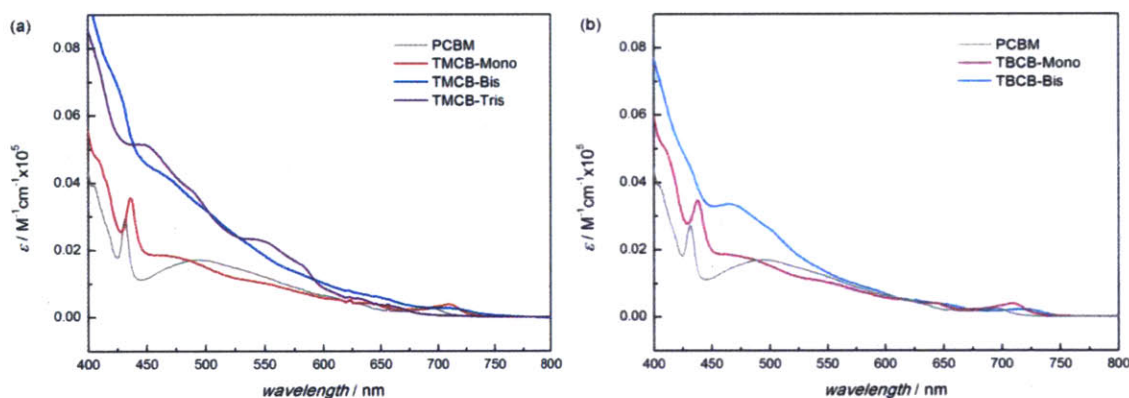 (a)
PCBM
TMCB-Mono
TMCB-Bis
TMCB-Tris
0.08
0.06
0.04
0.02
0.00
ε / M⁻¹cm⁻¹x10⁵
400 450 500 550 600 650 700 750 800
wavelength / nm
(b)
PCBM
TBCB-Mono
TBCB-Bis
0.08
0.06
0.04
0.02
0.00
ε / M⁻¹cm⁻¹x10⁵
400 450 500 550 600 650 700 750 800
wavelength / nm